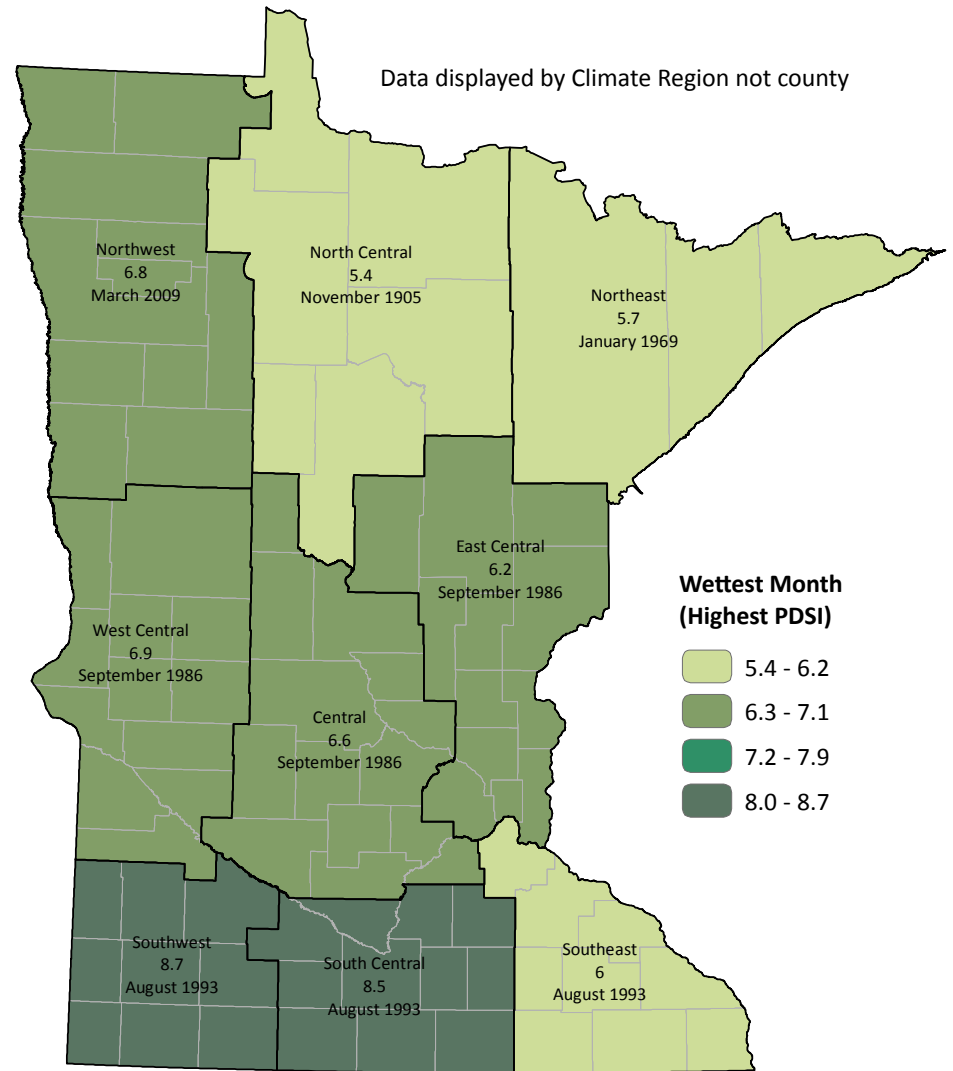 Data displayed by Climate Region not county
Northwest
6.8
March 2009
North Central
5.4
November 1905
Northeast
5.7
January 1969
East Central
6.2
September 1986
West Central
6.9
September 1986
Central
6.6
September 1986
Southwest
8.7
August 1993
South Central
8.5
August 1993
Southeast
6
August 1993
Wettest Month
(Highest PDSI)
5.4 - 6.2
6.3 - 7.1
7.2 - 7.9
8.0 - 8.7